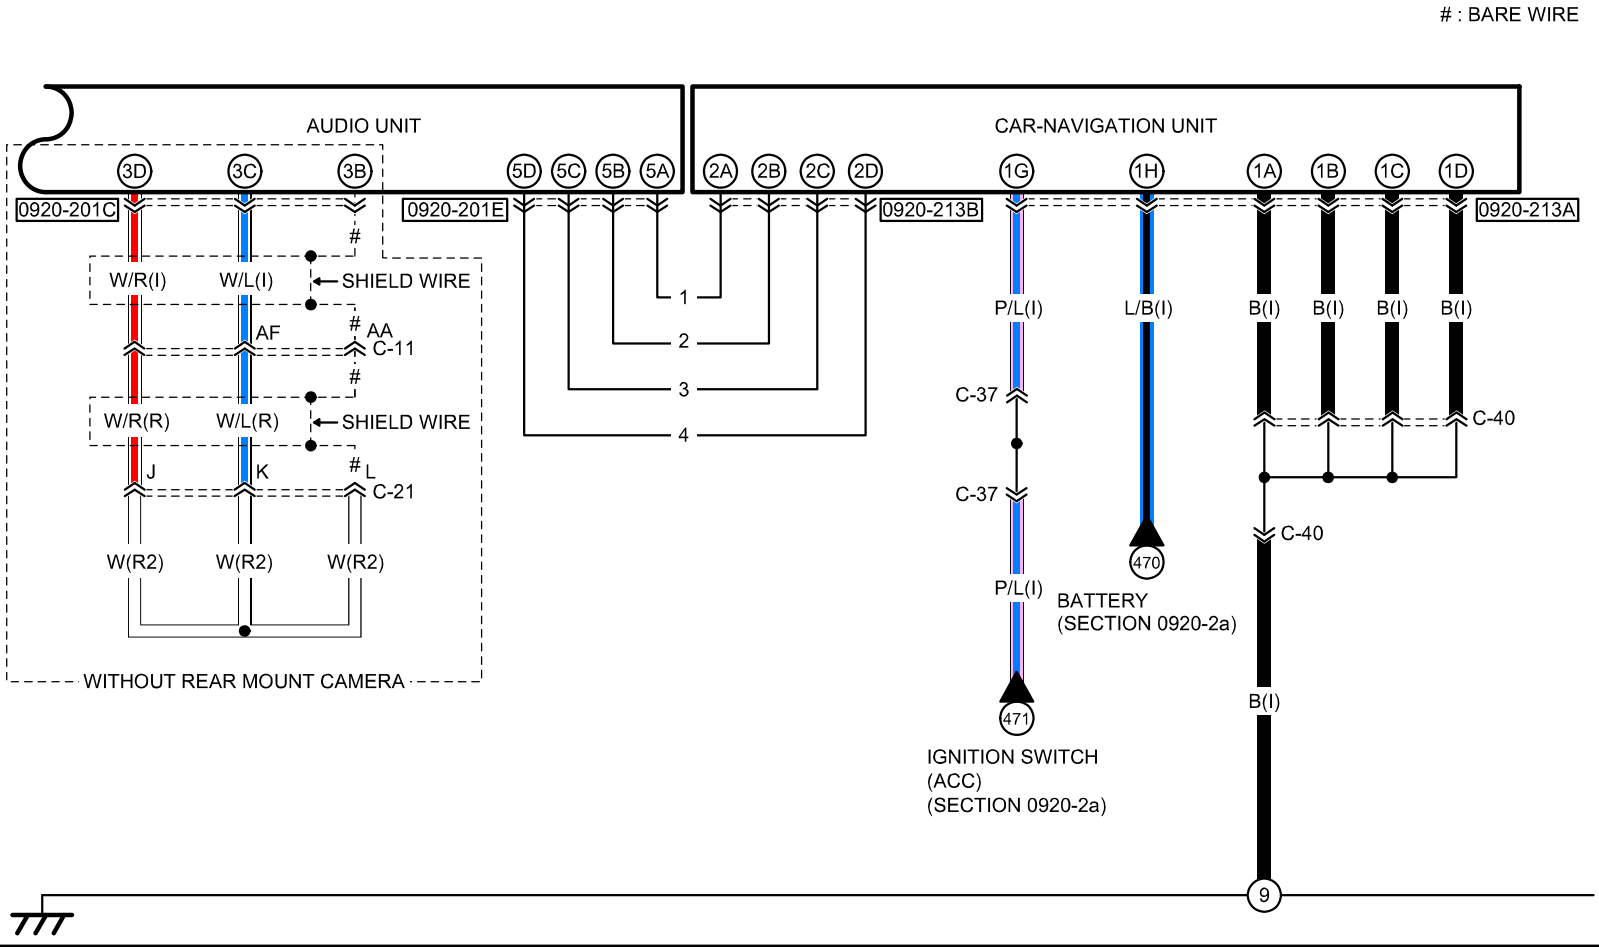 # : BARE WIRE
AUDIO UNIT
CAR-NAVIGATION UNIT
3D 3C 3B 5D 5C 5B 5A 2A 2B 2C 2D 1G 1H 1A 1B 1C 1D
0920-201C 0920-201E 0920-213B 0920-213A
#
W/R(I) W/L(I) SHIELD WIRE
1
P/L(I) L/B(I) B(I) B(I) B(I) B(I)
AF # AA
C-11
2
#
3
C-37
W/R(R) W/L(R) SHIELD WIRE
4
C-40
J K # L
C-21
C-37
C-40
W(R2) W(R2) W(R2)
470
P/L(I)
BATTERY
(SECTION 0920-2a)
WITHOUT REAR MOUNT CAMERA
B(I)
471
IGNITION SWITCH
(ACC)
(SECTION 0920-2a)
9